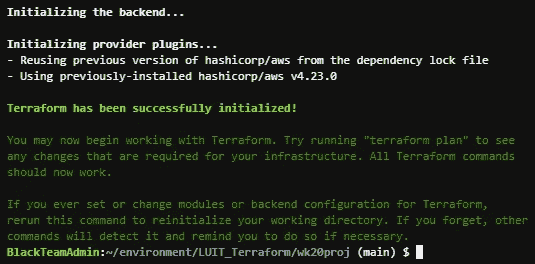 Initializing the backend...
Initializing provider plugins...
- Reusing previous version of hashicorp/aws from the dependency lock file
- Using previously-installed hashicorp/aws v4.23.0
Terraform has been successfully initialized!
You may now begin working with Terraform. Try running "terraform plan" to see
any changes that are required for your infrastructure. All Terraform commands
should now work.
If you ever set or change modules or backend configuration for Terraform,
rerun this command to reinitialize your working directory. If you forget, other
commands will detect it and remind you to do so if necessary.
BlackTeamAdmin:~/environment/LUIT_Terraform/wk20proj (main) $